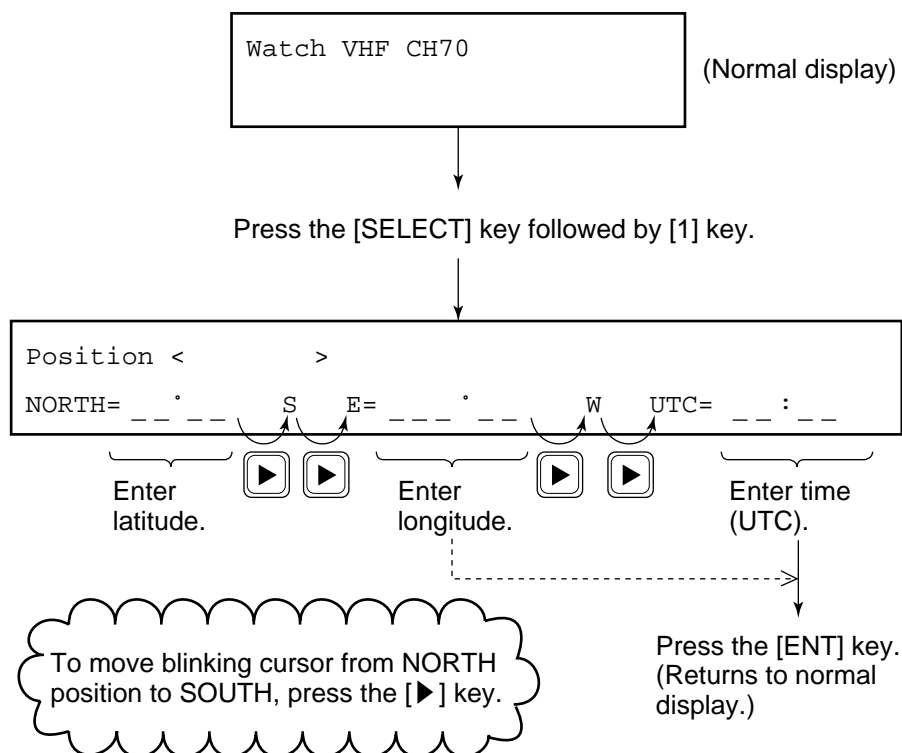 Watch VHF CH70
(Normal display)
Press the [SELECT] key followed by [1] key.
Position < >
NORTH= _ _ ° _ _ S E= _ _ _ ° _ _ W UTC= _ _ : _ _
Enter latitude.
Enter longitude.
Enter time (UTC).
To move blinking cursor from NORTH
position to SOUTH, press the [▶] key.
Press the [ENT] key.
(Returns to normal
display.)